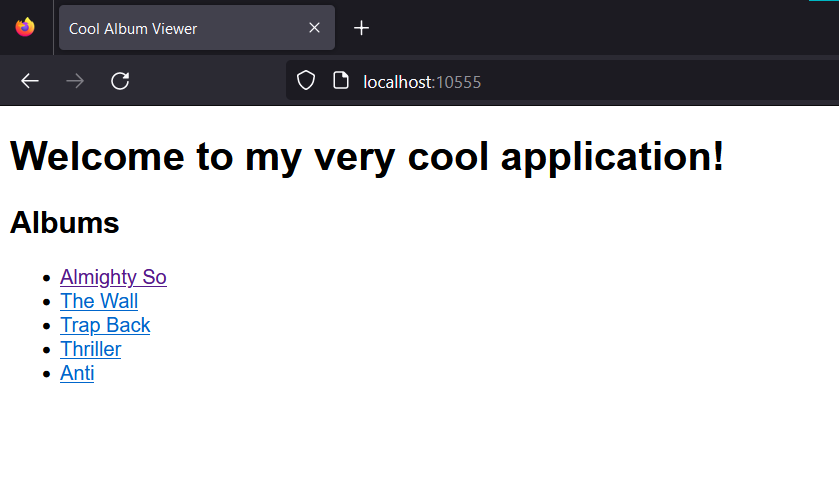 Cool Album Viewer
localhost:10555
Welcome to my very cool application!
Albums
Almighty So
The Wall
Trap Back
Thriller
Anti